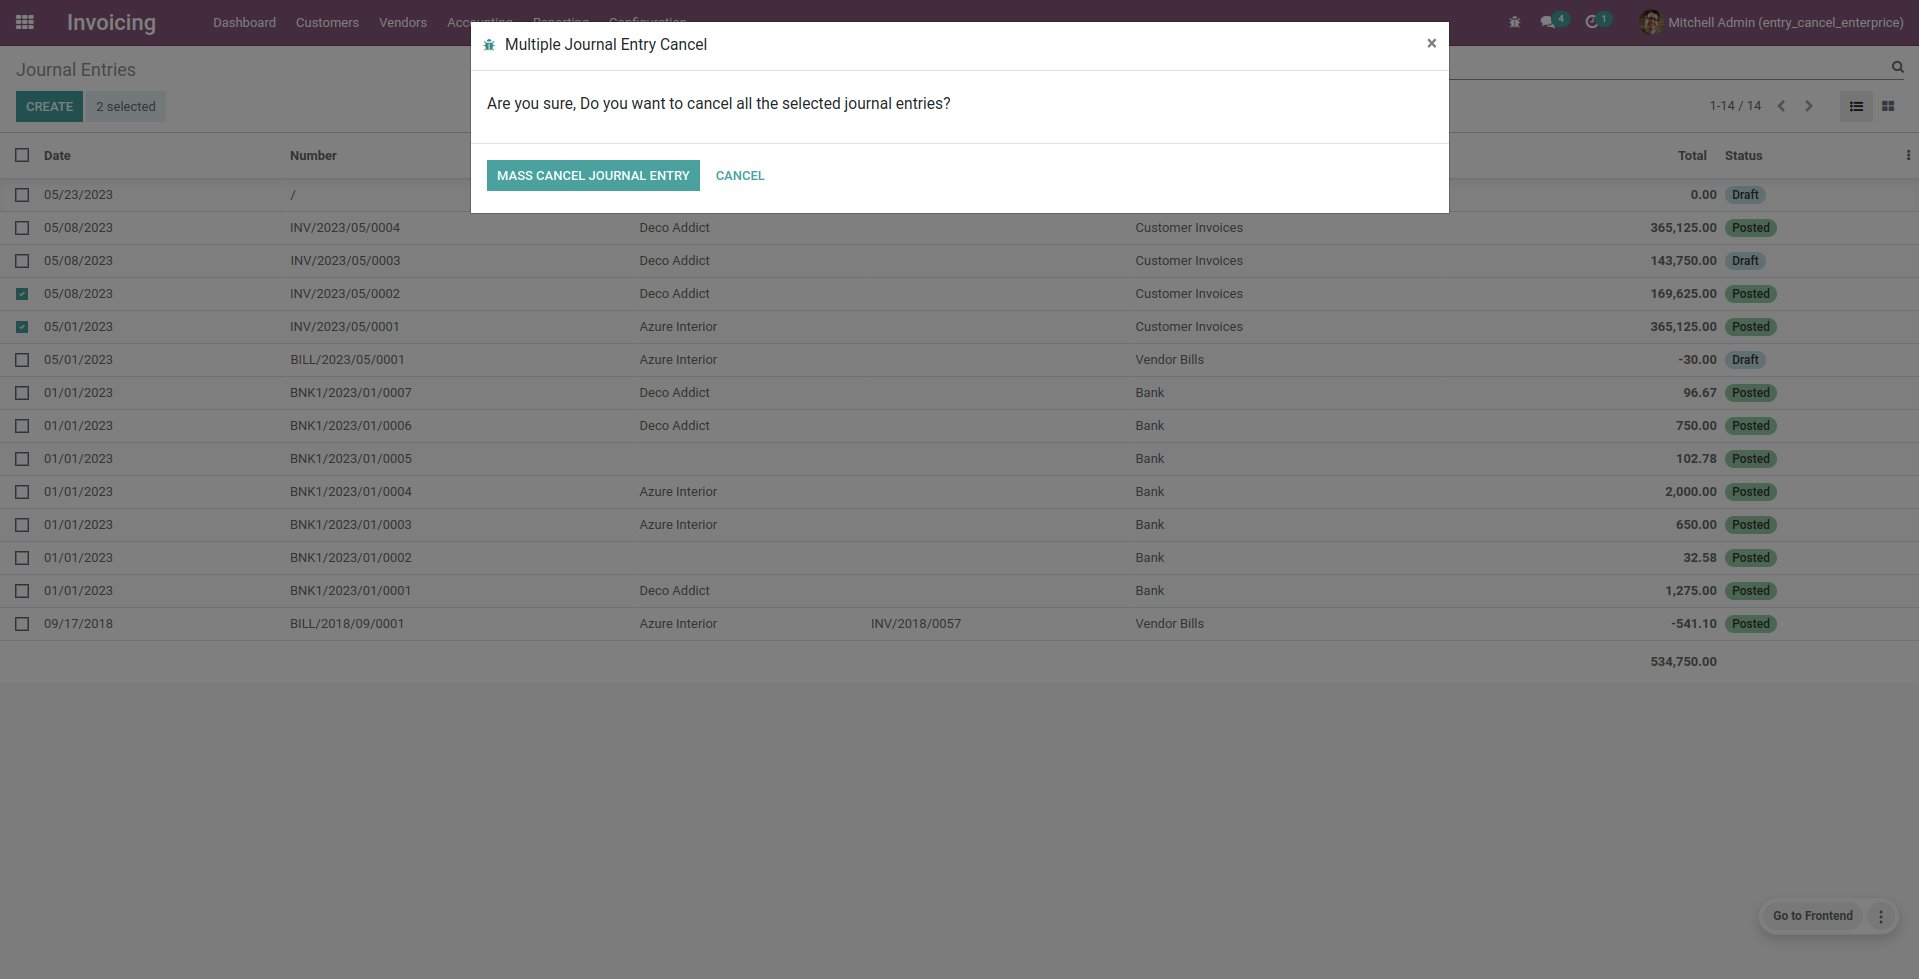 Invoicing Dashboard Customers Vendors 4 1 Mitchell Admin (entry_cancel_enterprice)
Multiple Journal Entry Cancel ×
Are you sure, Do you want to cancel all the selected journal entries?
MASS CANCEL JOURNAL ENTRY CANCEL
Journal Entries
CREATE 2 selected 1-14 / 14
Date Number Total Status
05/23/2023 / 0.00 Draft
05/08/2023 INV/2023/05/0004 Deco Addict Customer Invoices 365,125.00 Posted
05/08/2023 INV/2023/05/0003 Deco Addict Customer Invoices 143,750.00 Draft
05/08/2023 INV/2023/05/0002 Deco Addict Customer Invoices 169,625.00 Posted
05/01/2023 INV/2023/05/0001 Azure Interior Customer Invoices 365,125.00 Posted
05/01/2023 BILL/2023/05/0001 Azure Interior Vendor Bills -30.00 Draft
01/01/2023 BNK1/2023/01/0007 Deco Addict Bank 96.67 Posted
01/01/2023 BNK1/2023/01/0006 Deco Addict Bank 750.00 Posted
01/01/2023 BNK1/2023/01/0005 Bank 102.78 Posted
01/01/2023 BNK1/2023/01/0004 Azure Interior Bank 2,000.00 Posted
01/01/2023 BNK1/2023/01/0003 Azure Interior Bank 650.00 Posted
01/01/2023 BNK1/2023/01/0002 Bank 32.58 Posted
01/01/2023 BNK1/2023/01/0001 Deco Addict Bank 1,275.00 Posted
09/17/2018 BILL/2018/09/0001 Azure Interior INV/2018/0057 Vendor Bills -541.10 Posted
534,750.00
Go to Frontend